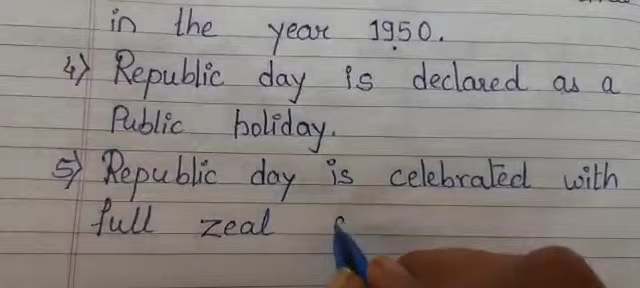 in the year 1950.
4) Republic day is declared as a
Public holiday.
5) Republic day is celebrated with
full zeal